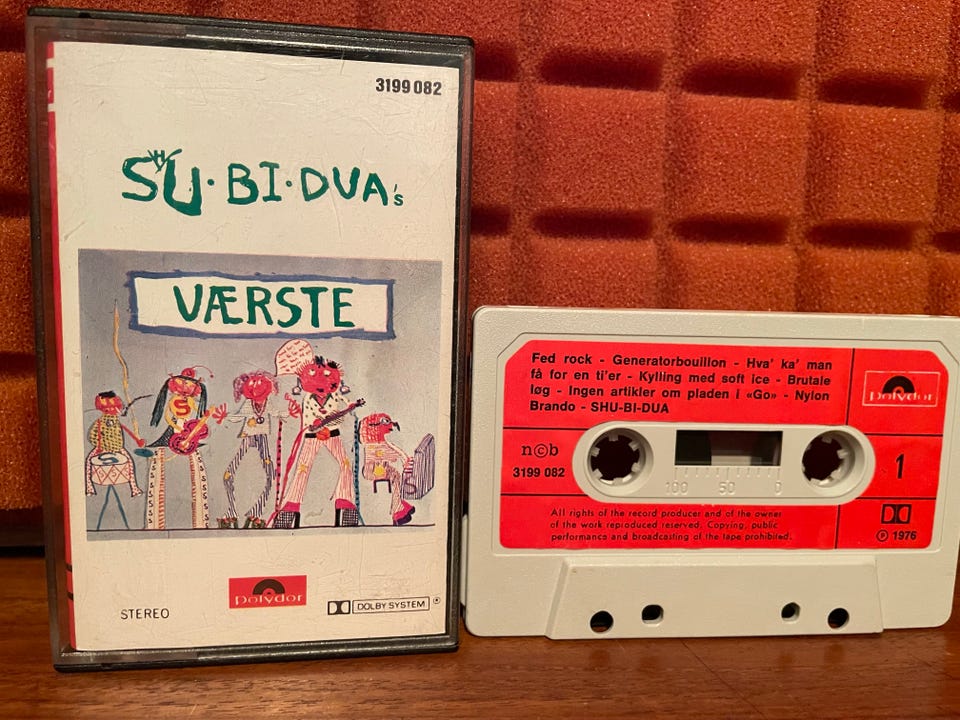 3199 082
SHU·BI·DUA's
VÆRSTE
polydor
STEREO
DOLBY SYSTEM ®
Fed rock - Generatorbouillon - Hva' ka' man
få for en ti'er - Kylling med soft ice - Brutale
løg - Ingen artikler om pladen i «Go» - Nylon
Brando - SHU-BI-DUA
polydor
n©b
3199 082
1
100 50 0
All rights of the record producer and of the owner
of the work reproduced reserved. Copying, public
performance and broadcasting of the tape prohibited.
℗ 1976